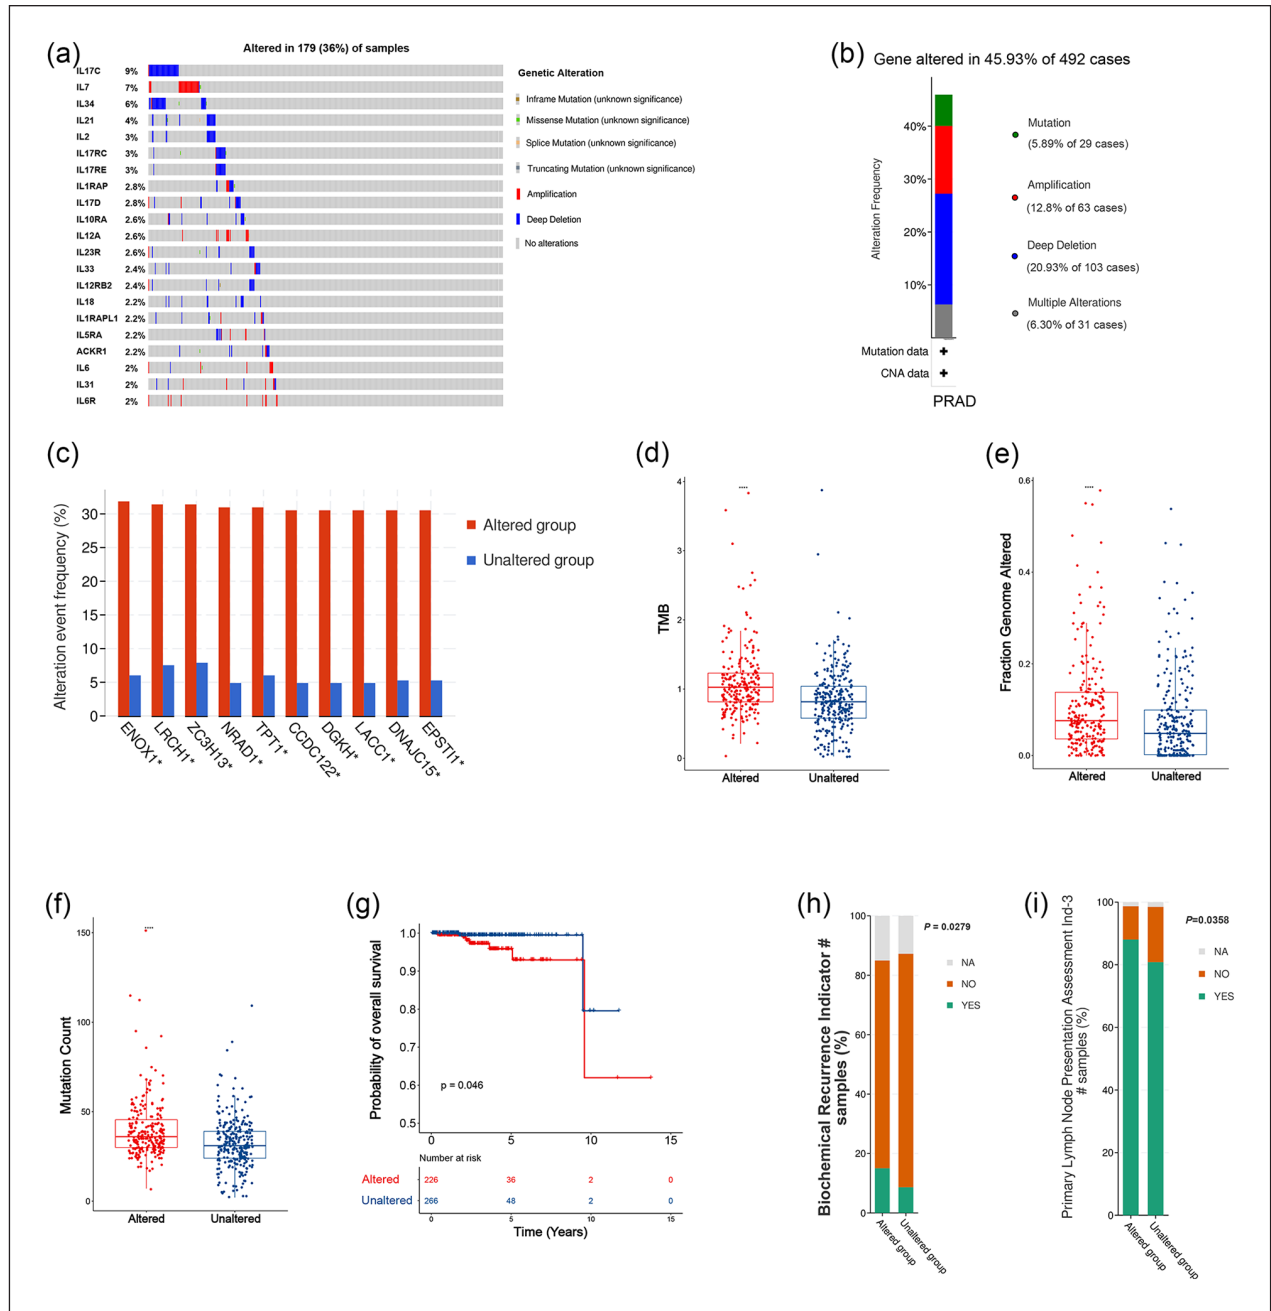 (a)
Altered in 179 (36%) of samples
IL17C 9%
IL7 7%
IL34 6%
IL21 4%
IL2 3%
IL17RC 3%
IL17RE 3%
IL1RAP 2.8%
IL17D 2.8%
IL10RA 2.6%
IL12A 2.6%
IL23R 2.6%
IL33 2.4%
IL12RB2 2.4%
IL18 2.2%
IL1RAPL1 2.2%
IL5RA 2.2%
ACKR1 2.2%
IL6 2%
IL31 2%
IL6R 2%
Genetic Alteration
Inframe Mutation (unknown significance)
Missense Mutation (unknown significance)
Splice Mutation (unknown significance)
Truncating Mutation (unknown significance)
Amplification
Deep Deletion
No alterations
(b)
Gene altered in 45.93% of 492 cases
Alteration Frequency
40%
30%
20%
10%
Mutation data +
CNA data +
PRAD
Mutation
(5.89% of 29 cases)
Amplification
(12.8% of 63 cases)
Deep Deletion
(20.93% of 103 cases)
Multiple Alterations
(6.30% of 31 cases)
(c)
Alteration event frequency (%)
30
25
20
15
10
5
0
ENOX1*
LRCH1*
ZC3H13*
NRAD1*
TPT1*
CCDC122*
DGKH*
LACC1*
DNAJC15*
EPSTI1*
Altered group
Unaltered group
(d)
TMB
4
3
2
1
0
****
Altered Unaltered
(e)
Fraction Genome Altered
0.6
0.4
0.2
0.0
****
Altered Unaltered
(f)
Mutation Count
150
100
50
0
****
Altered Unaltered
(g)
Probability of overall survival
1.0
0.9
0.8
0.7
0.6
0.5
p = 0.046
0 5 10 15
Number at risk
Altered 226 36 2 0
Unaltered 266 48 2 0
0 5 10 15
Time (Years)
(h)
Biochemical Recurrence Indicator #
samples (%)
100
80
60
40
20
0
Altered group
Unaltered group
P = 0.0279
NA
NO
YES
(i)
Primary Lymph Node Presentation Assessment Ind-3
# samples (%)
100
80
60
40
20
0
Altered group
Unaltered group
P=0.0358
NA
NO
YES